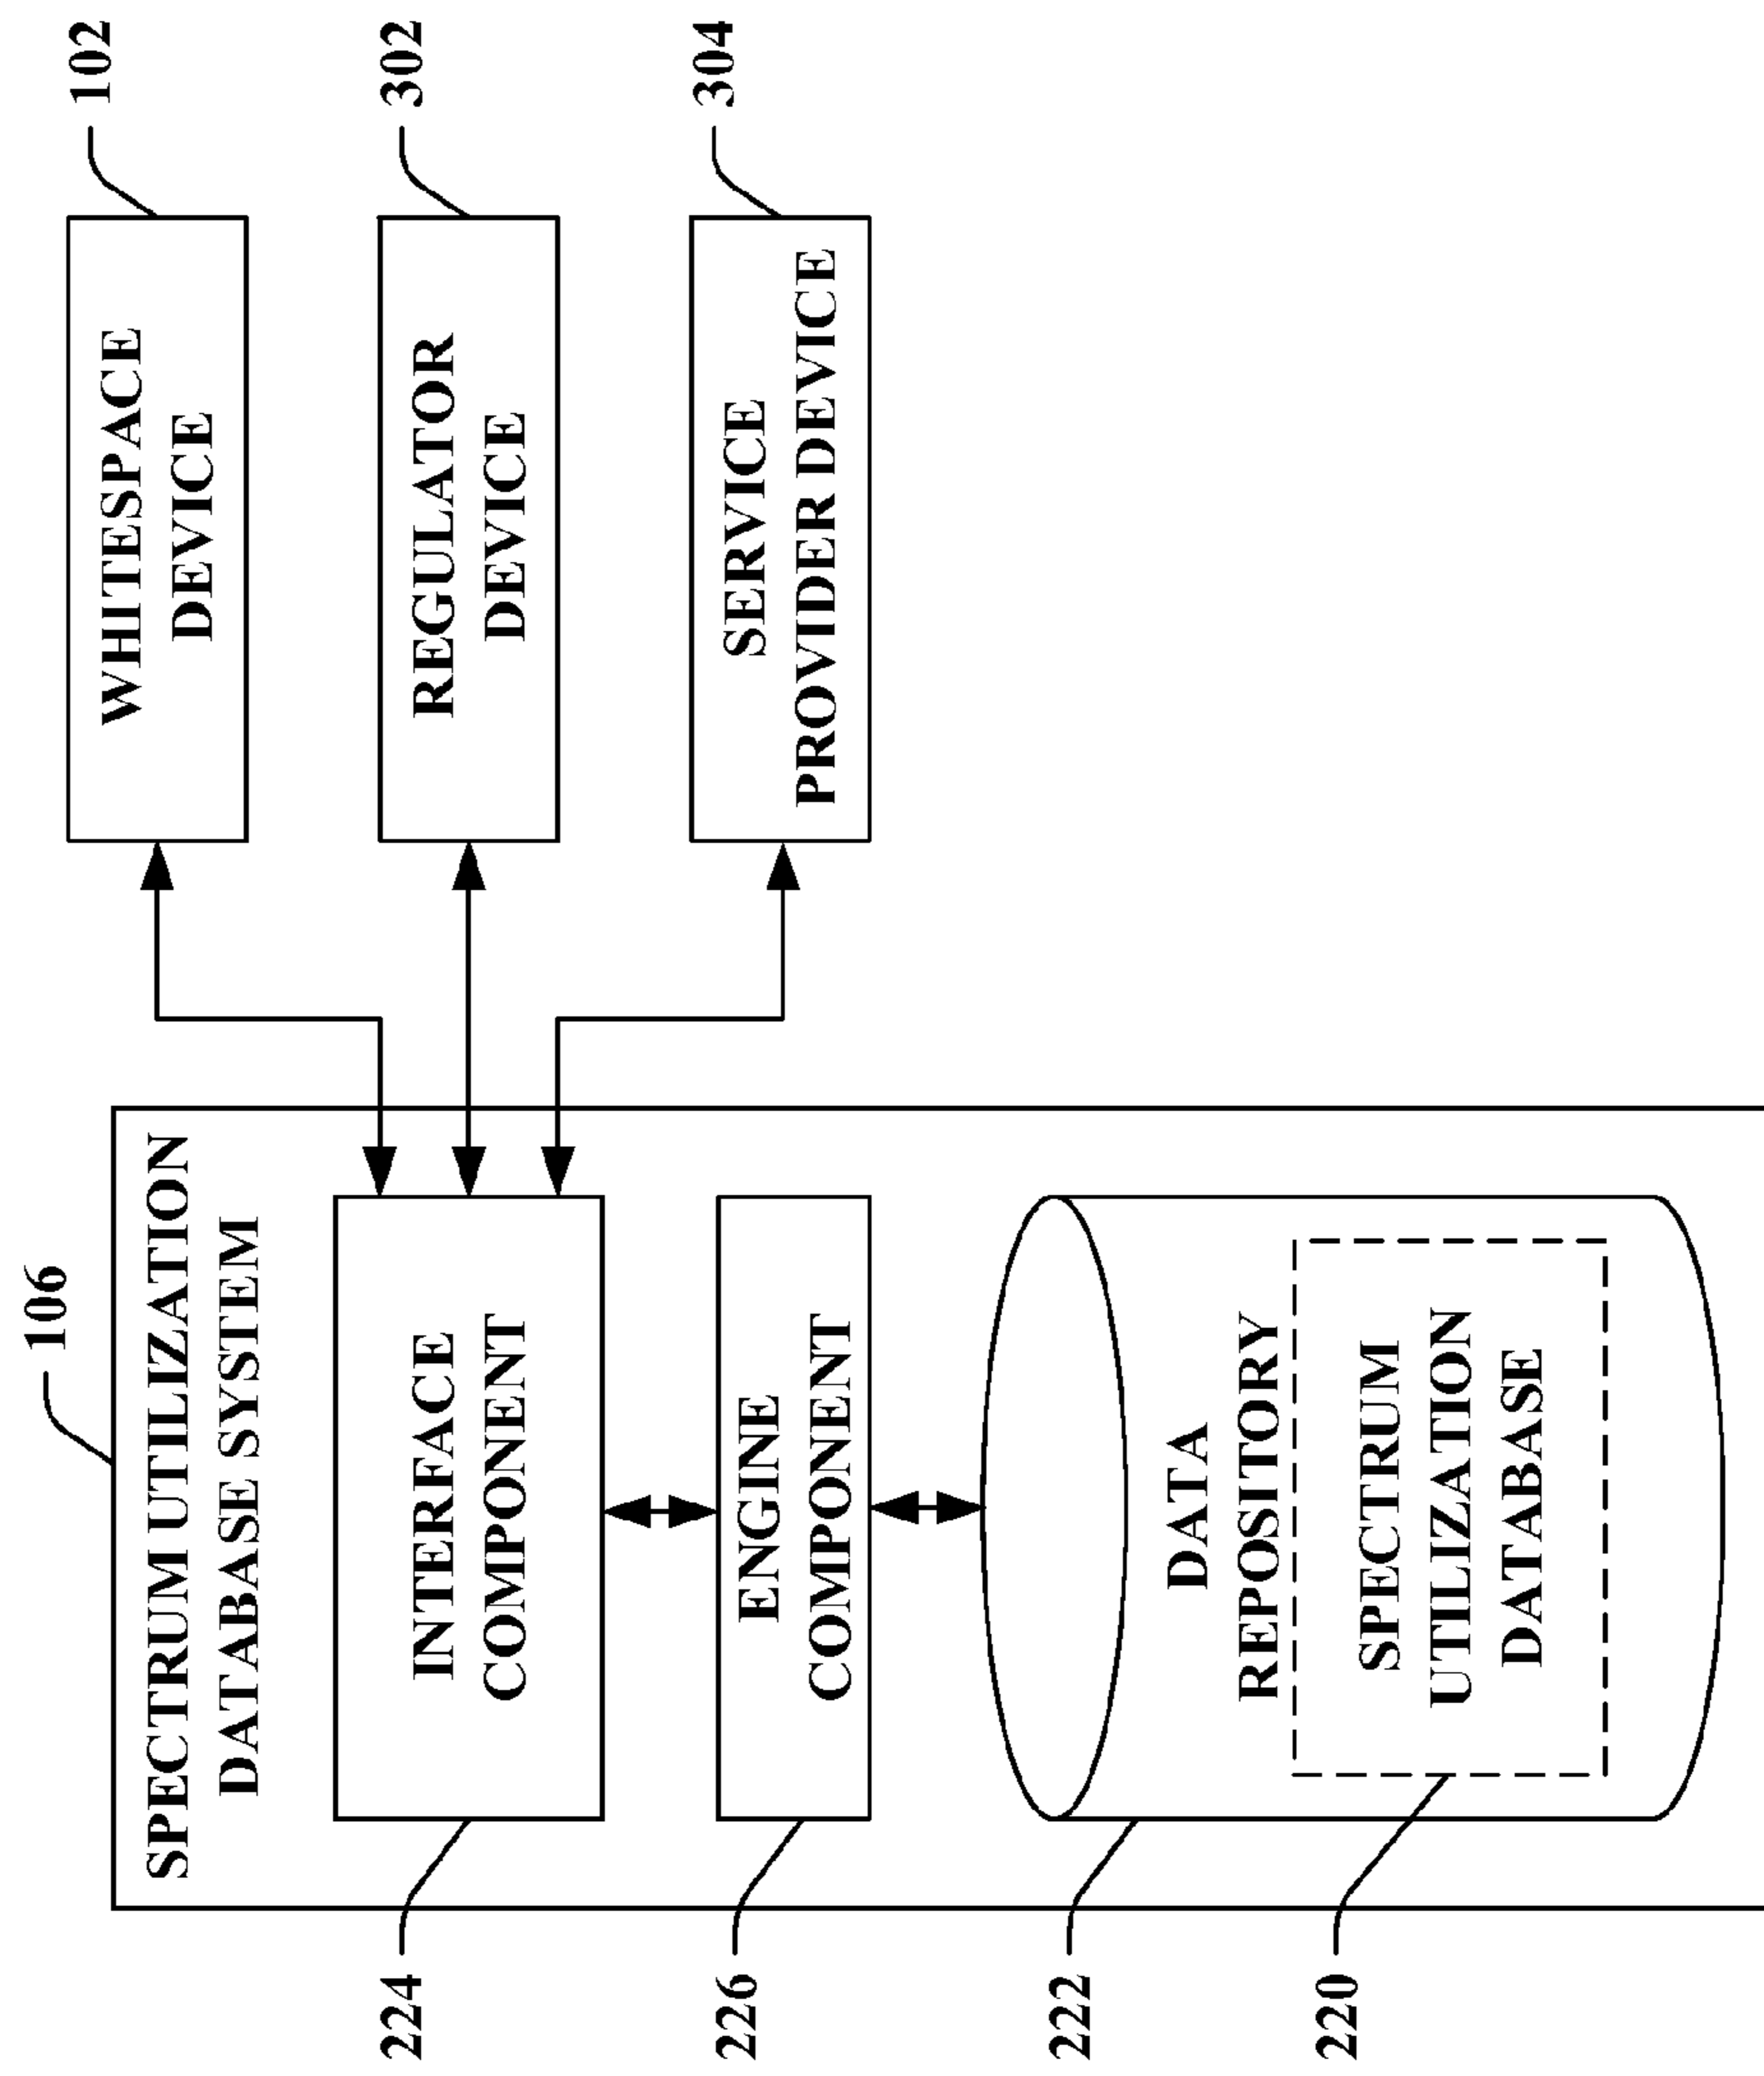 106
SPECTRUM UTILIZATION
DATABASE SYSTEM
224
INTERFACE
COMPONENT
226
ENGINE
COMPONENT
222
DATA
REPOSITORY
220
SPECTRUM
UTILIZATION
DATABASE
WHITESPACE
DEVICE
102
REGULATOR
DEVICE
302
SERVICE
PROVIDER DEVICE
304